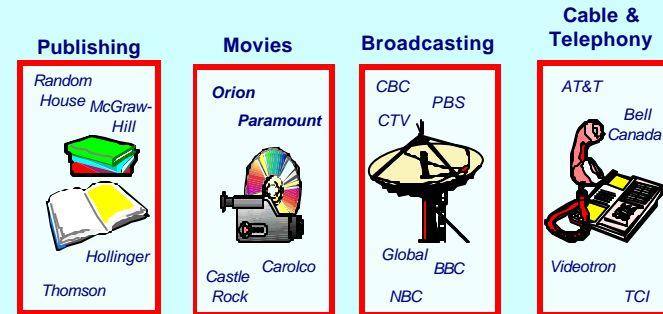 Publishing
Random
House
McGraw-
Hill
Hollinger
Thomson
Movies
Orion
Paramount
Castle
Rock
Carolco
Broadcasting
CBC
PBS
CTV
Global
BBC
NBC
Cable &
Telephony
AT&T
Bell
Canada
Videotron
TCI